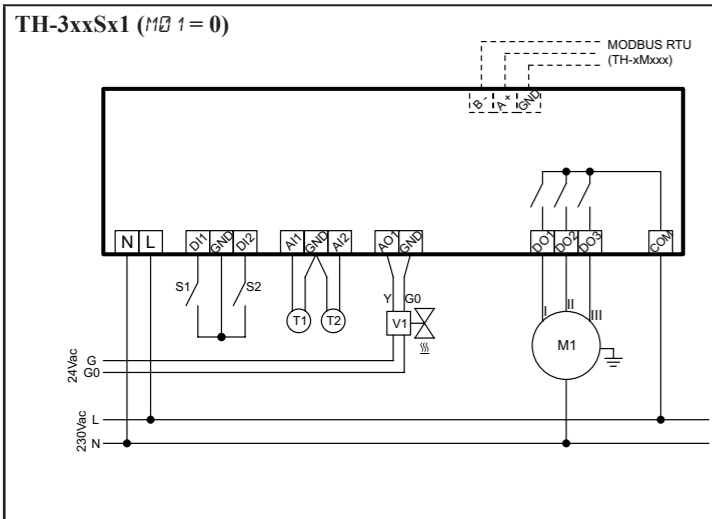 TH-3xxSx1 (M01 = 0)
MODBUS RTU
(TH-xMxxx)
B -
A +
GND
N
L
DI1
GND
DI2
AI1
GND
AI2
AO1
GND
DO1
DO2
DO3
COM
S1
S2
T1
T2
Y
G0
V1
I
II
III
M1
24Vac
G
G0
230Vac
L
N